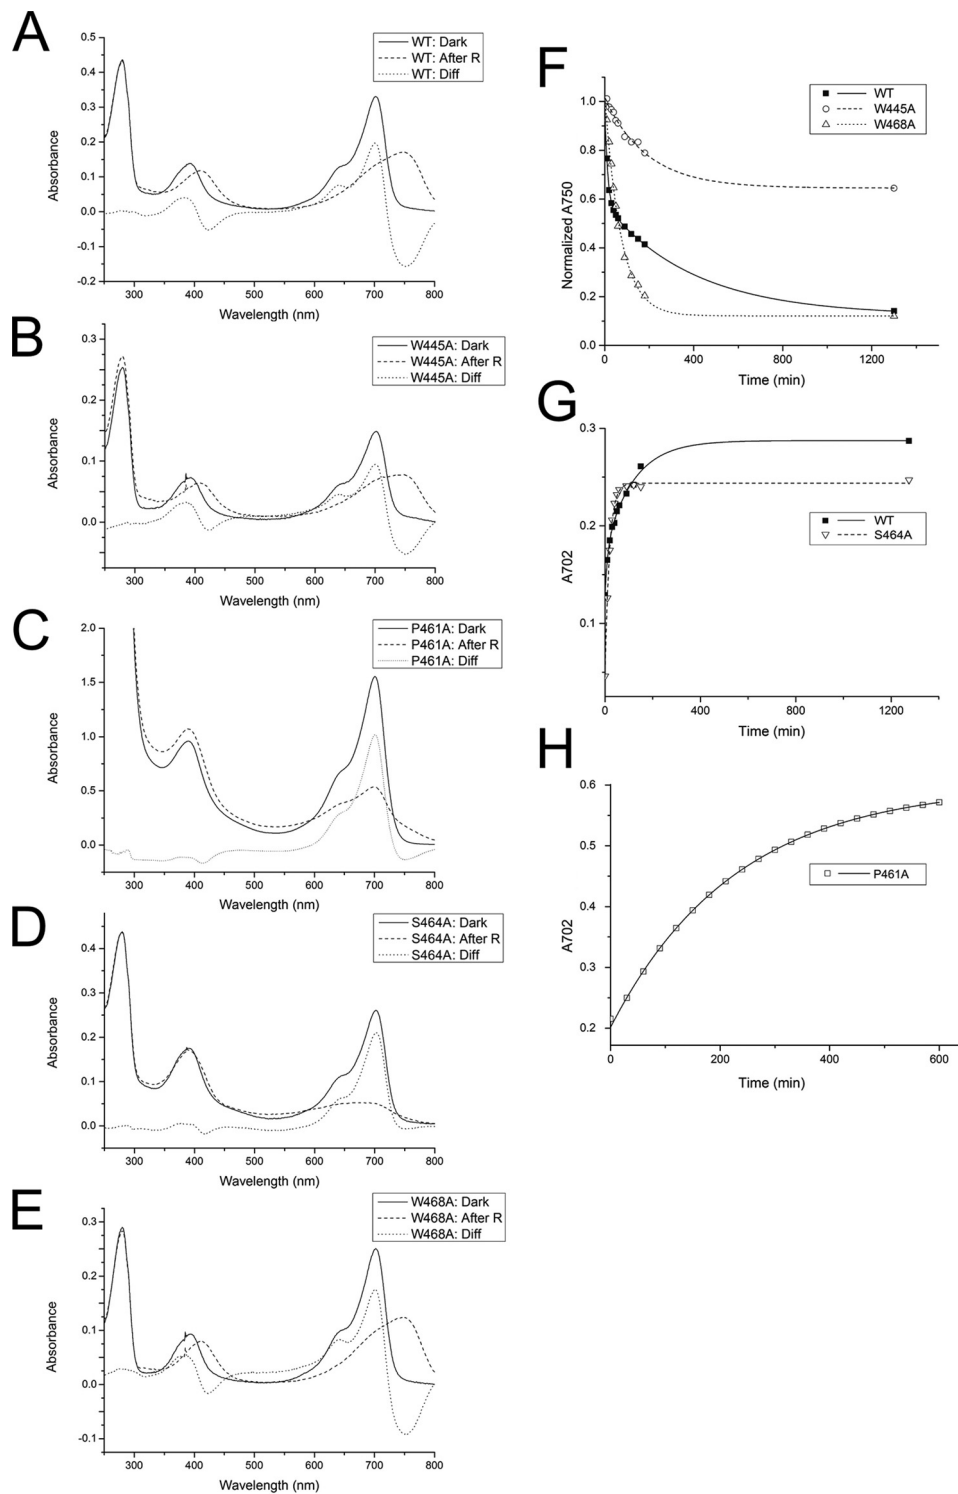 A
WT: Dark
WT: After R
WT: Diff
0.5
0.4
0.3
0.2
0.1
0.0
-0.1
-0.2
Absorbance
300 400 500 600 700 800
Wavelength (nm)
B
W445A: Dark
W445A: After R
W445A: Diff
0.3
0.2
0.1
0.0
Absorbance
300 400 500 600 700 800
Wavelength (nm)
C
P461A: Dark
P461A: After R
P461A: Diff
2.0
1.5
1.0
0.5
0.0
Absorbance
300 400 500 600 700 800
Wavelength (nm)
D
S464A: Dark
S464A: After R
S464A: Diff
0.4
0.3
0.2
0.1
0.0
Absorbance
300 400 500 600 700 800
Wavelength (nm)
E
W468A: Dark
W468A: After R
W468A: Diff
0.3
0.2
0.1
0.0
-0.1
Absorbance
300 400 500 600 700 800
Wavelength (nm)
F
WT
W445A
W468A
1.0
0.8
0.6
0.4
0.2
0.0
Normalized A750
0 400 800 1200
Time (min)
G
0.3
0.2
0.1
A702
WT
S464A
0 400 800 1200
Time (min)
H
0.6
0.5
0.4
0.3
0.2
A702
P461A
0 200 400 600
Time (min)